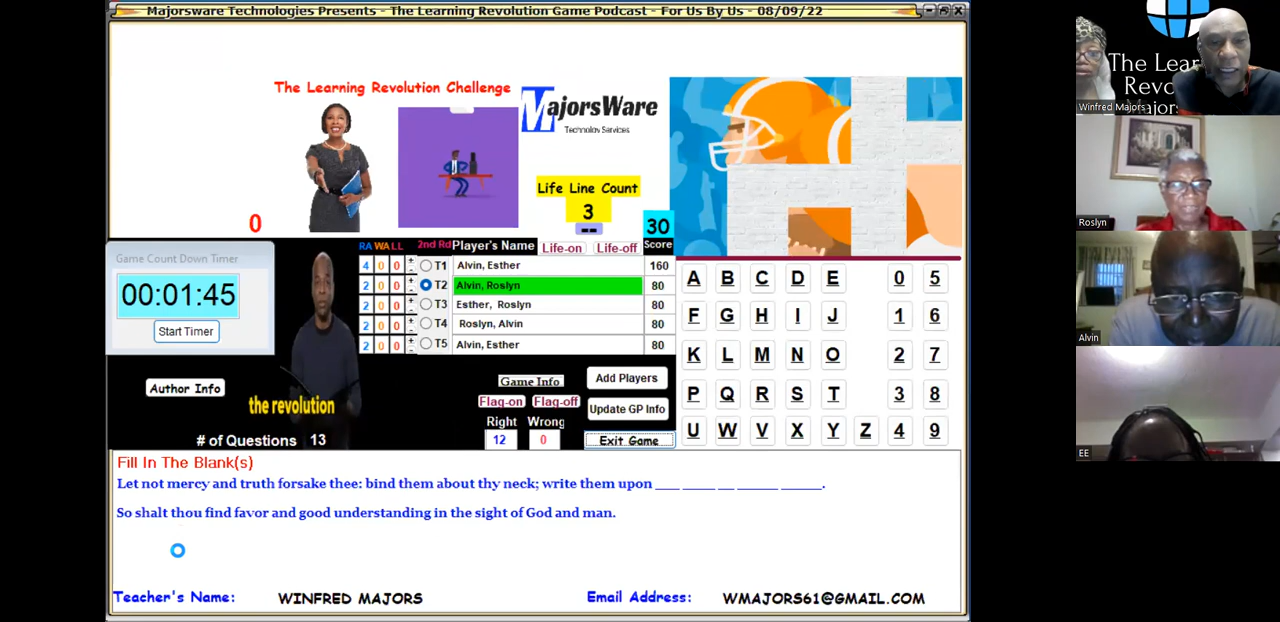 Majorsware Technologies Presents - The Learning Revolution Game Podcast - For Us By Us - 08/09/22
The Learning Revolution Challenge
MajorsWare
Technology Services
Life Line Count
3
--
0
30
Game Count Down Timer
00:01:45
Start Timer
RA WA LL 2nd Rd Player's Name Life-on Life-off Score
4 0 0 + - T1 Alvin, Esther 160
2 0 0 + - T2 Alvin, Roslyn 80
2 0 0 + - T3 Esther, Roslyn 80
2 0 0 + - T4 Roslyn, Alvin 80
2 0 0 + - T5 Alvin, Esther 80
Author Info
the revolution
# of Questions 13
Game Info
Flag-on Flag-off
Right Wrong
12 0
Add Players
Update GP Info
Exit Game
A B C D E 0 5
F G H I J 1 6
K L M N O 2 7
P Q R S T 3 8
U W V X Y Z 4 9
Fill In The Blank(s)
Let not mercy and truth forsake thee: bind them about thy neck; write them upon ___ ____ __ _____ _____.
So shalt thou find favor and good understanding in the sight of God and man.
Teacher's Name: WINFRED MAJORS Email Address: WMAJORS61@GMAIL.COM
The Lear
Revo
Majors
Winfred Majors
Roslyn
Alvin
EE